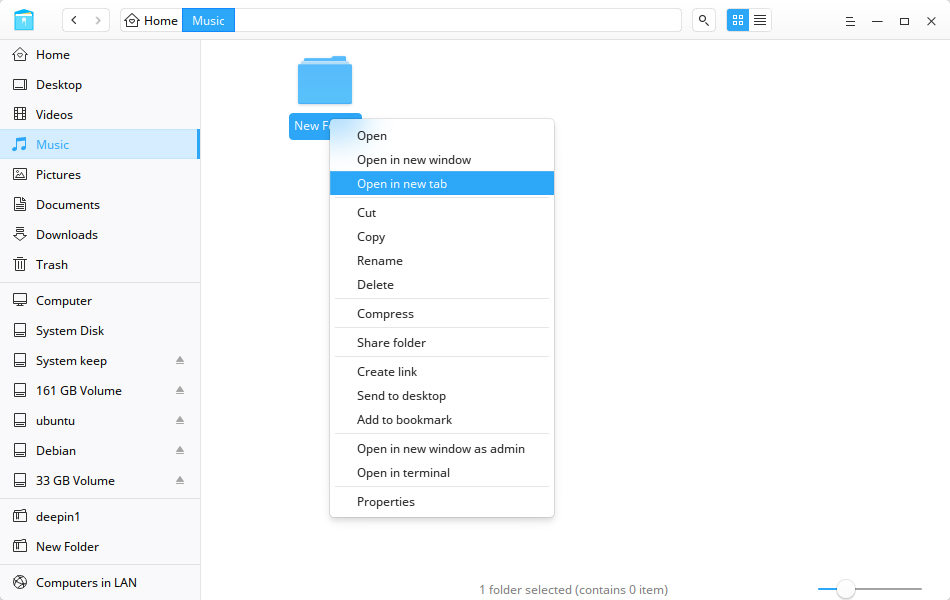 Home
Music
Home
Desktop
Videos
Music
Pictures
Documents
Downloads
Trash
Computer
System Disk
System keep
161 GB Volume
ubuntu
Debian
33 GB Volume
deepin1
New Folder
Computers in LAN
New
Open
Open in new window
Open in new tab
Cut
Copy
Rename
Delete
Compress
Share folder
Create link
Send to desktop
Add to bookmark
Open in new window as admin
Open in terminal
Properties
1 folder selected (contains 0 item)